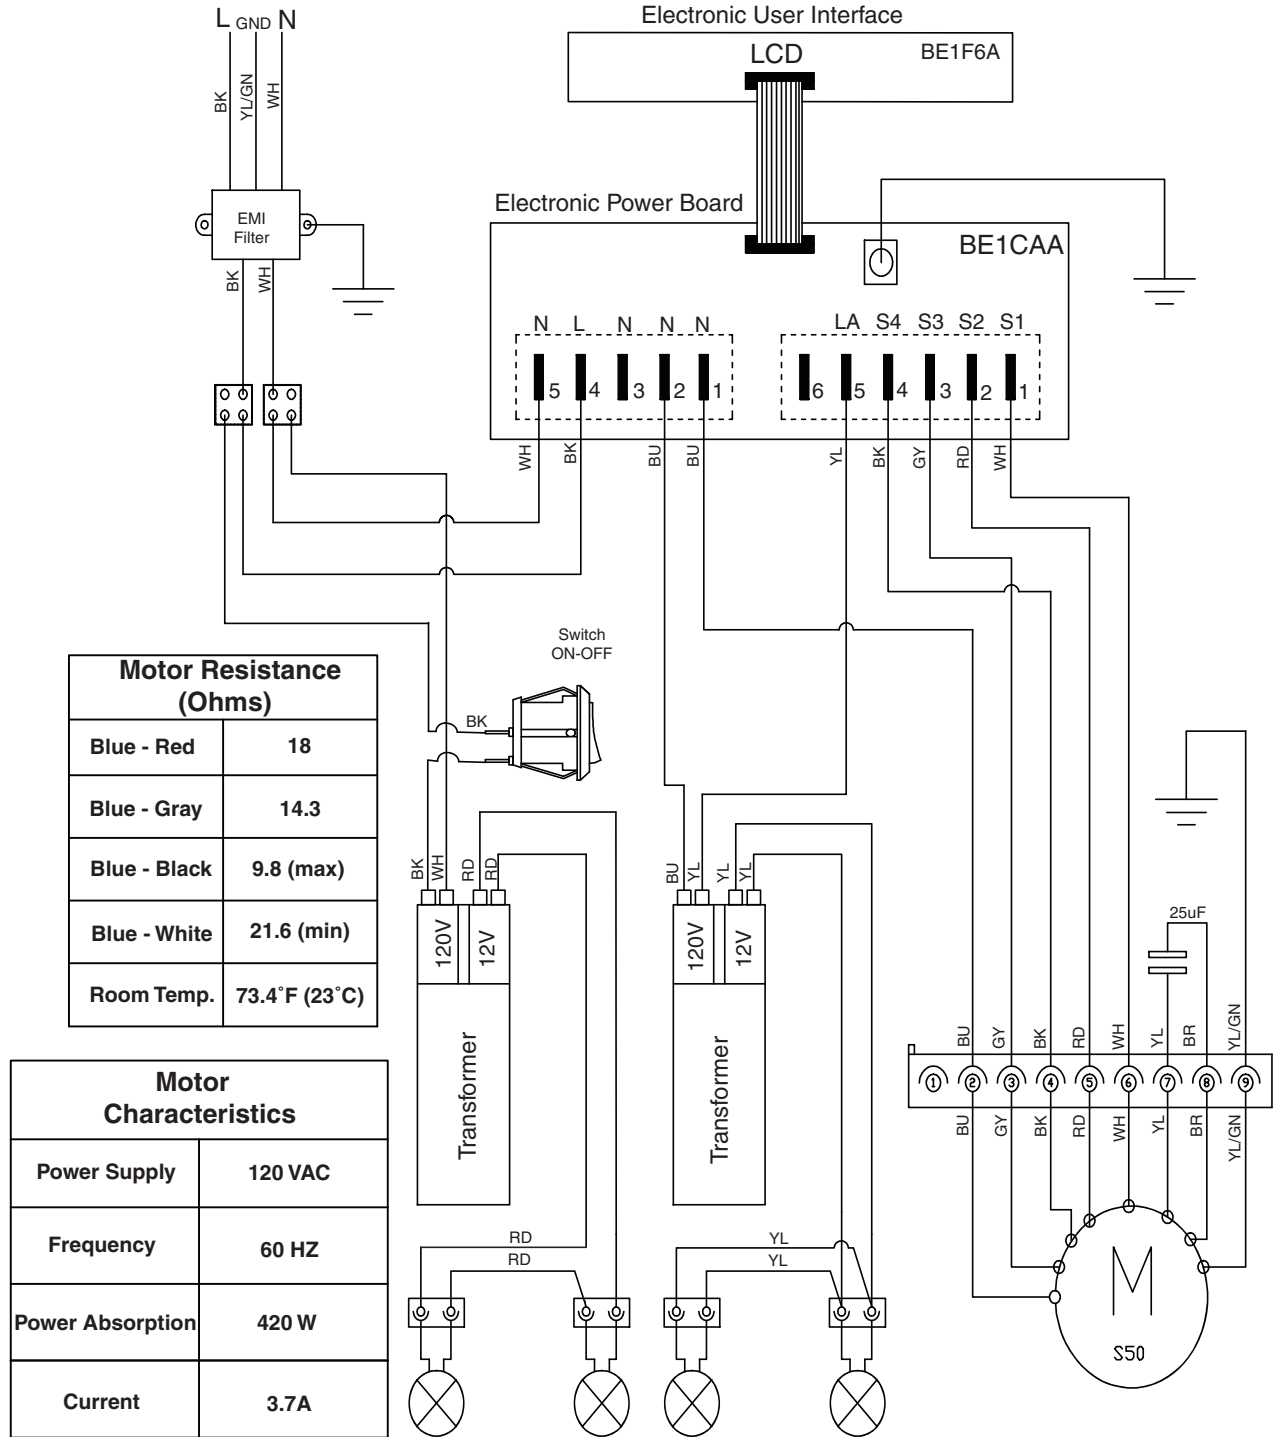 L GND N
Electronic User Interface
BE1F6A
LCD
BK
YL/GN
WH
EMI
Filter
BK
WH
Electronic Power Board
BE1CAA
N L N N N
5 4 3 2 1
LA S4 S3 S2 S1
6 5 4 3 2 1
WH
BK
BU
BU
YL
BK
GY
RD
WH
Switch
ON-OFF
BK
Motor Resistance
(Ohms)
Blue - Red 18
Blue - Gray 14.3
Blue - Black 9.8 (max)
Blue - White 21.6 (min)
Room Temp. 73.4˚F (23˚C)
BK
WH
RD
RD
120V
12V
Transformer
BU
YL
YL
YL
120V
12V
Transformer
25uF
BU
GY
BK
RD
WH
YL
BR
YL/GN
1 2 3 4 5 6 7 8 9
BU
GY
BK
RD
WH
YL
BR
YL/GN
M
S50
Motor
Characteristics
Power Supply 120 VAC
Frequency 60 HZ
Power Absorption 420 W
Current 3.7A
RD
RD
YL
YL